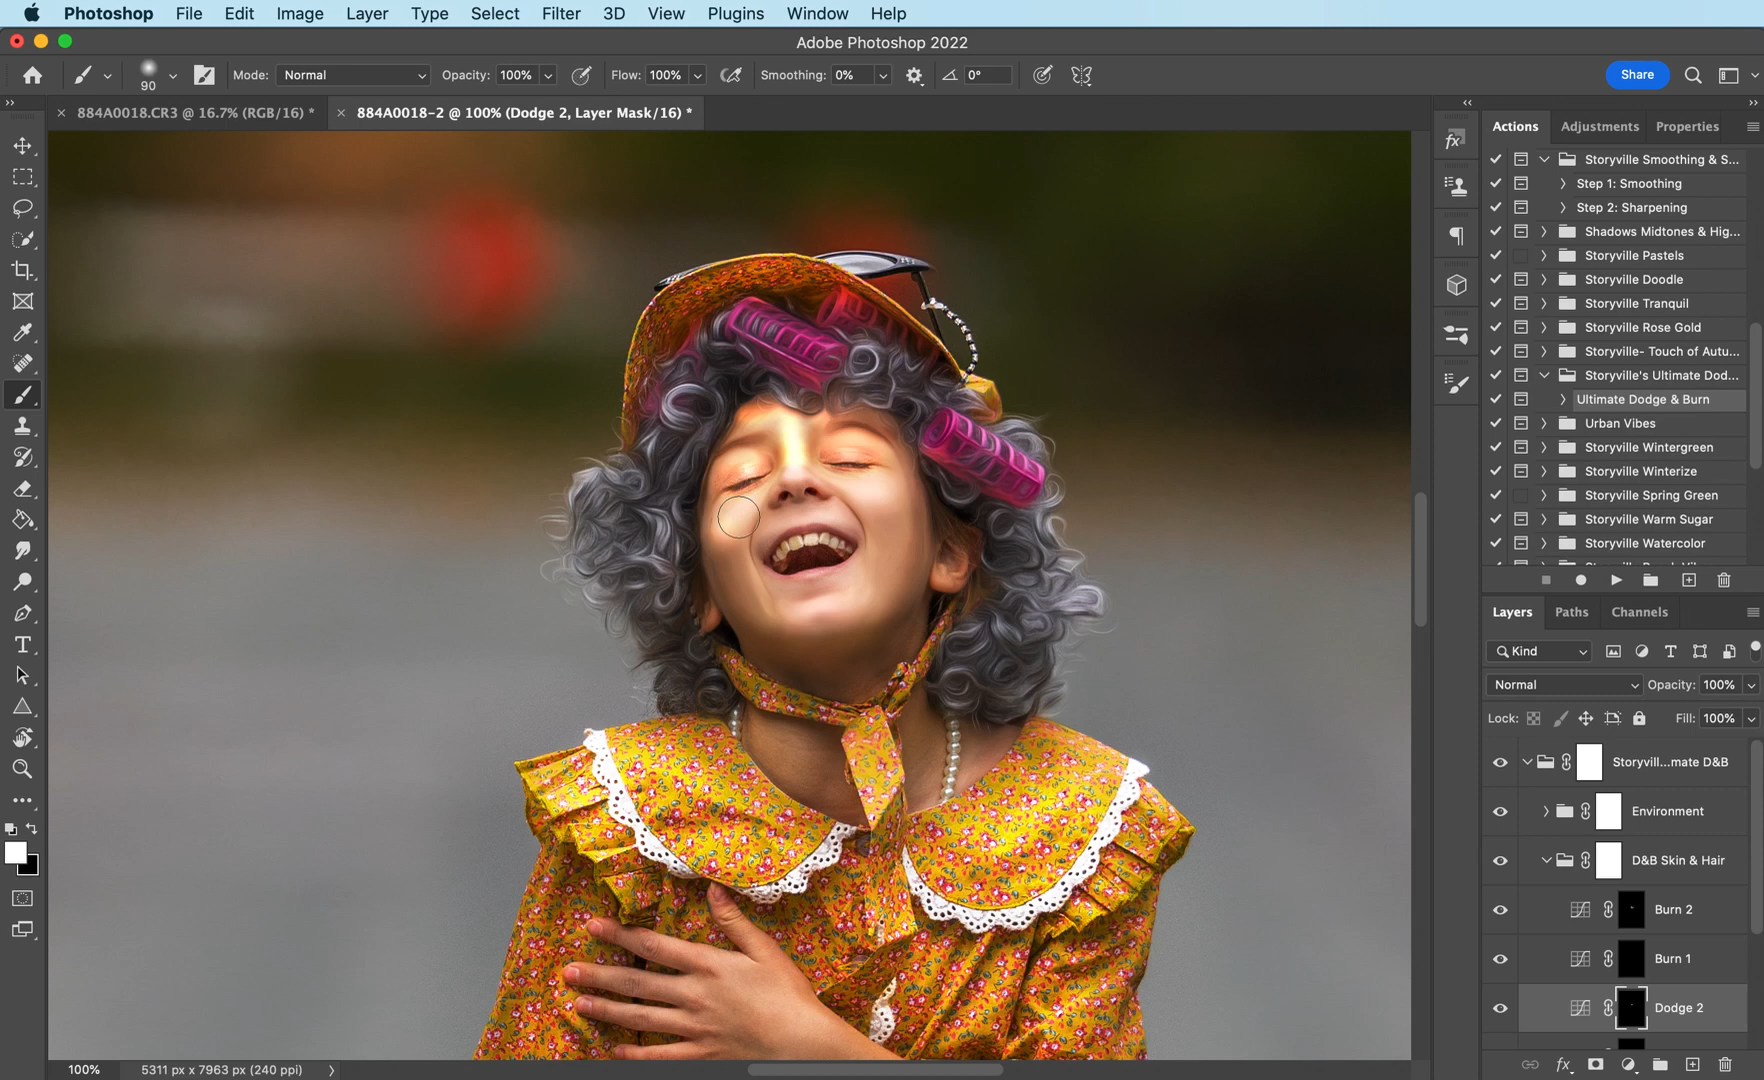 Photoshop File Edit Image Layer Type Select Filter 3D View Plugins Window Help
Adobe Photoshop 2022
90 Mode: Normal Opacity: 100% Flow: 100% Smoothing: 0% 0° Share
884A0018.CR3 @ 16.7% (RGB/16) * 884A0018-2 @ 100% (Dodge 2, Layer Mask/16) *
Actions Adjustments Properties
Storyville Smoothing & S...
Step 1: Smoothing
Step 2: Sharpening
Shadows Midtones & Hig...
Storyville Pastels
Storyville Doodle
Storyville Tranquil
Storyville Rose Gold
Storyville- Touch of Autu...
Storyville's Ultimate Dod...
Ultimate Dodge & Burn
Urban Vibes
Storyville Wintergreen
Storyville Winterize
Storyville Spring Green
Storyville Warm Sugar
Storyville Watercolor
Layers Paths Channels
Kind
Normal Opacity: 100%
Lock: Fill: 100%
Storyvill...mate D&B
Environment
D&B Skin & Hair
Burn 2
Burn 1
Dodge 2
100% 5311 px x 7963 px (240 ppi)